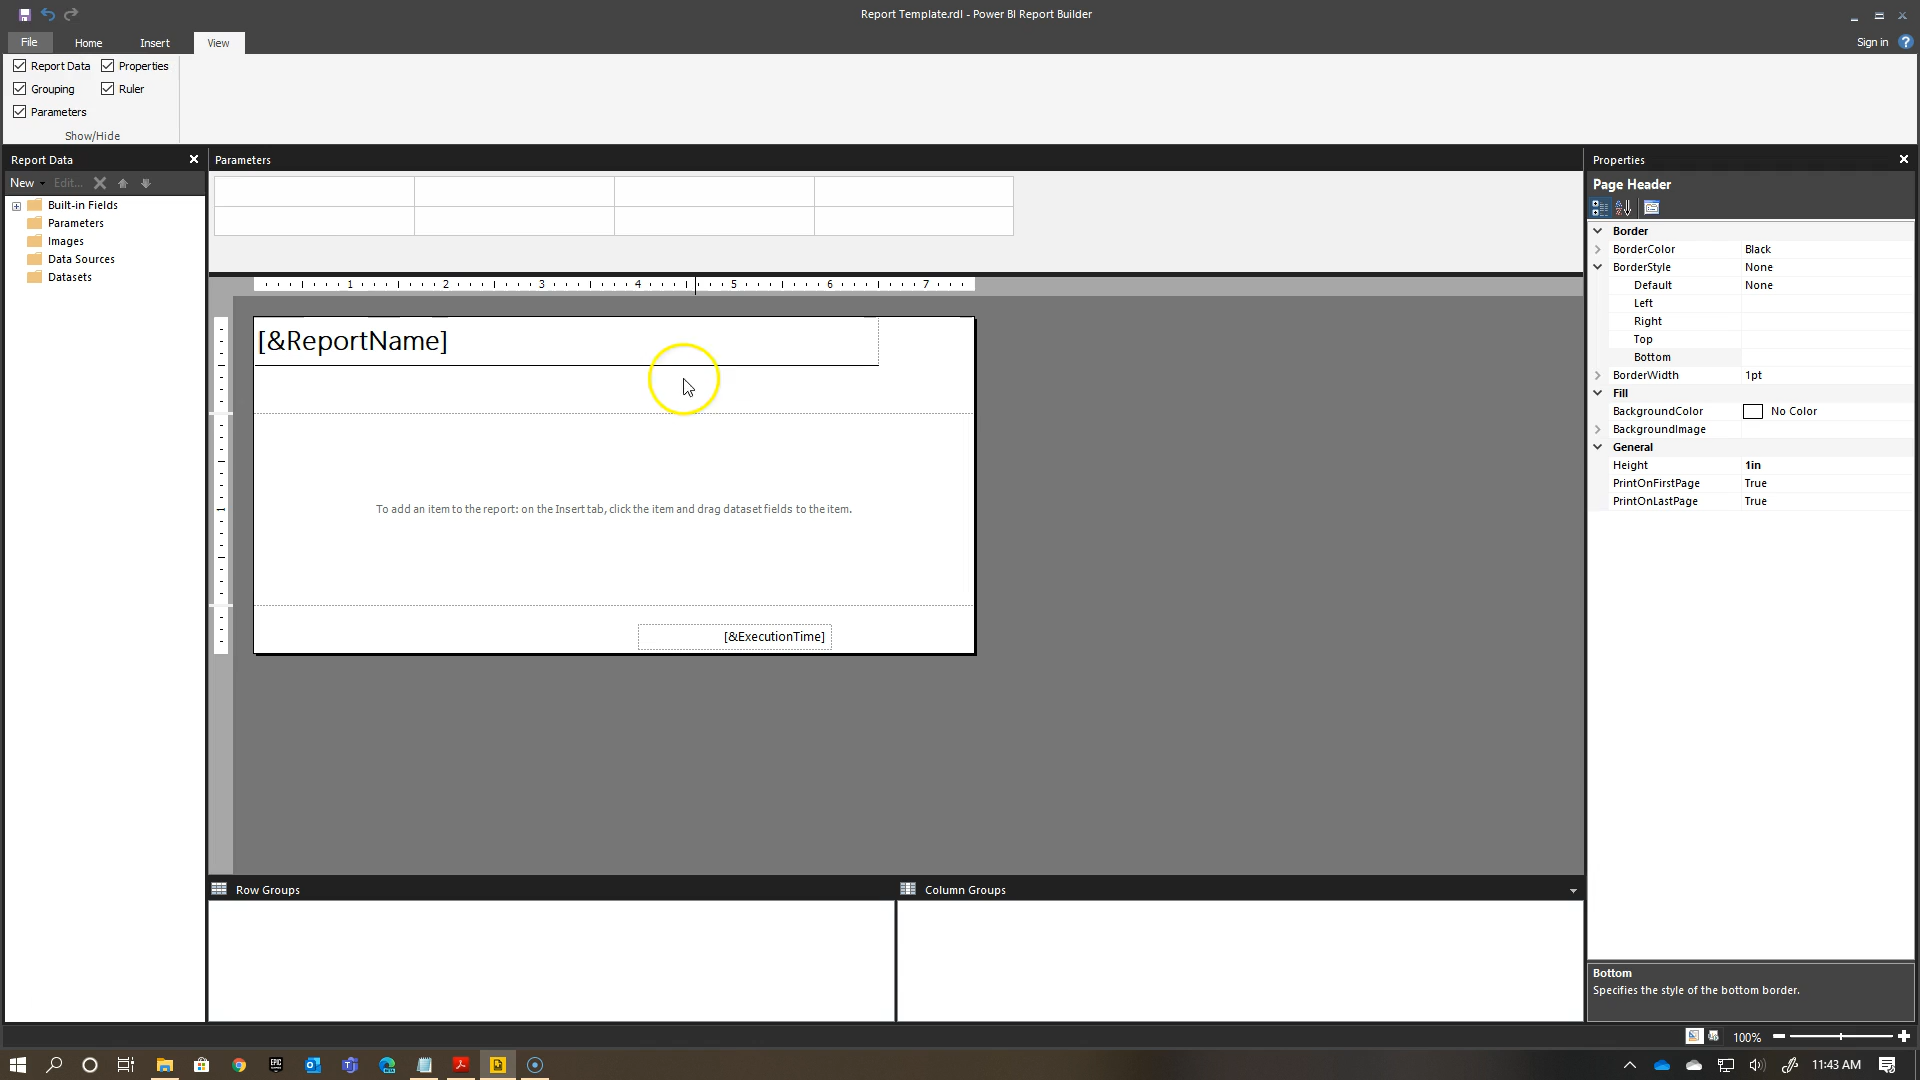 Report Template.rdl - Power BI Report Builder
File Home Insert View
Sign in ?
Report Data Properties
Grouping Ruler
Parameters
Show/Hide
Report Data
New Edit...
Built-in Fields
Parameters
Images
Data Sources
Datasets
Parameters
1 2 3 4 5 6 7
[&ReportName]
1
To add an item to the report: on the Insert tab, click the item and drag dataset fields to the item.
[&ExecutionTime]
Row Groups
Column Groups
Properties
Page Header
Border
BorderColor Black
BorderStyle None
Default None
Left
Right
Top
Bottom
BorderWidth 1pt
Fill
BackgroundColor No Color
BackgroundImage
General
Height 1in
PrintOnFirstPage True
PrintOnLastPage True
Bottom
Specifies the style of the bottom border.
100%
11:43 AM